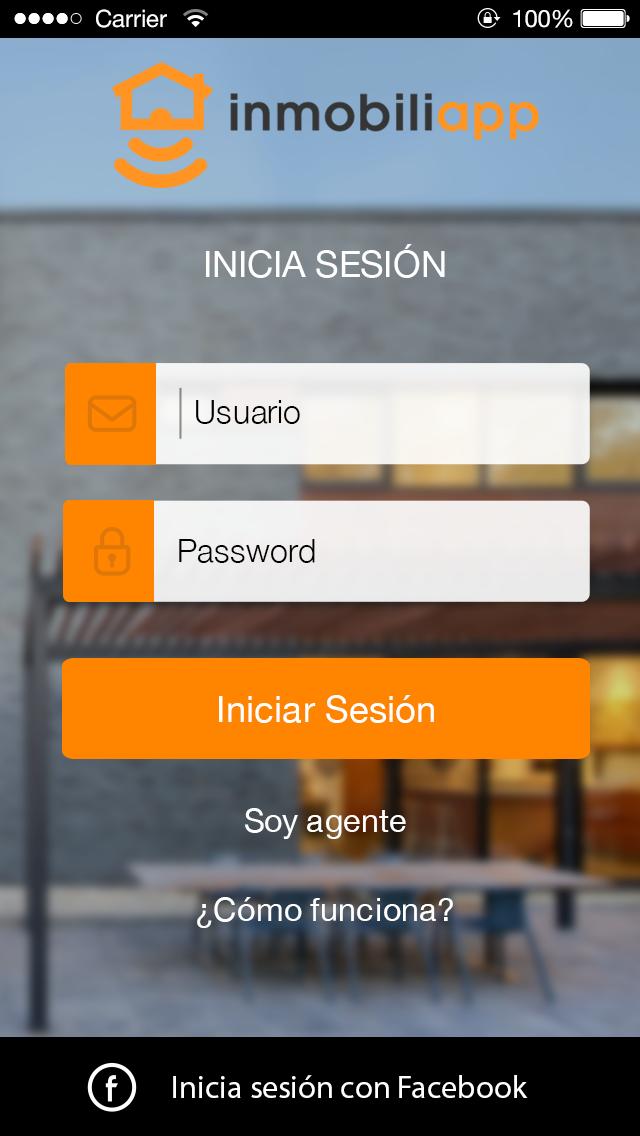 Carrier 100%
inmobiliapp
INICIA SESIÓN
Usuario
Password
Iniciar Sesión
Soy agente
¿Cómo funciona?
f Inicia sesión con Facebook